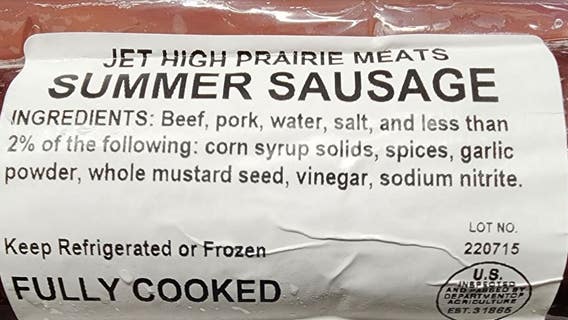 JET HIGH PRAIRIE MEATS
SUMMER SAUSAGE
INGREDIENTS: Beef, pork, water, salt, and less than
2% of the following: corn syrup solids, spices, garlic
powder, whole mustard seed, vinegar, sodium nitrite.
LOT NO.
Keep Refrigerated or Frozen 220715
FULLY COOKED
U.S.
INSPECTED
AND PASSED BY
DEPARTMENT OF
AGRICULTURE
EST. 31865